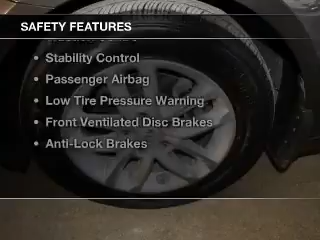 SAFETY FEATURES
• Stability Control
• Passenger Airbag
• Low Tire Pressure Warning
• Front Ventilated Disc Brakes
• Anti-Lock Brakes